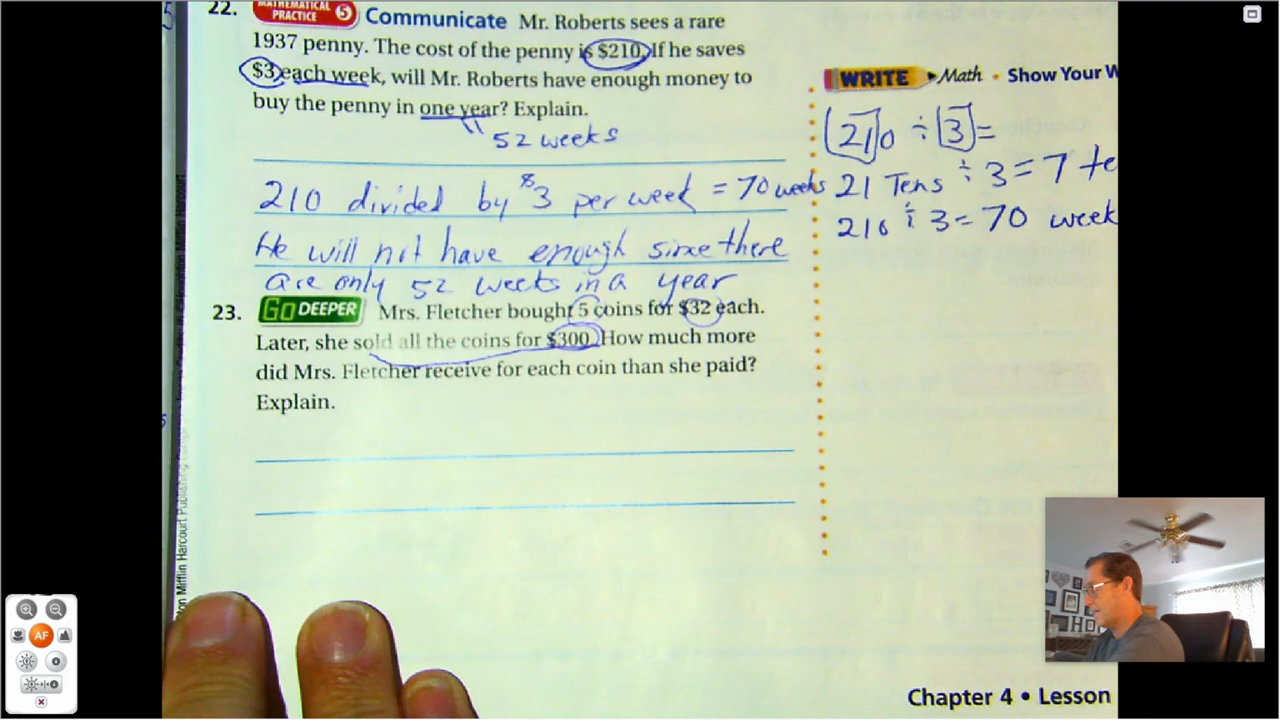 22. MATHEMATICAL PRACTICE 5 Communicate Mr. Roberts sees a rare
1937 penny. The cost of the penny is $210. If he saves
$3 each week, will Mr. Roberts have enough money to
buy the penny in one year? Explain.
52 weeks
210 divided by $3 per week = 70 weeks
He will not have enough since there
are only 52 weeks in a year
23. GO DEEPER Mrs. Fletcher bought 5 coins for $32 each.
Later, she sold all the coins for $300. How much more
did Mrs. Fletcher receive for each coin than she paid?
Explain.
WRITE Math • Show Your W
210 ÷ 3 =
21 Tens ÷ 3 = 7 te
210 ÷ 3 = 70 week
Mifflin Harcourt Publishing
Chapter 4 • Lesson
AF
HO